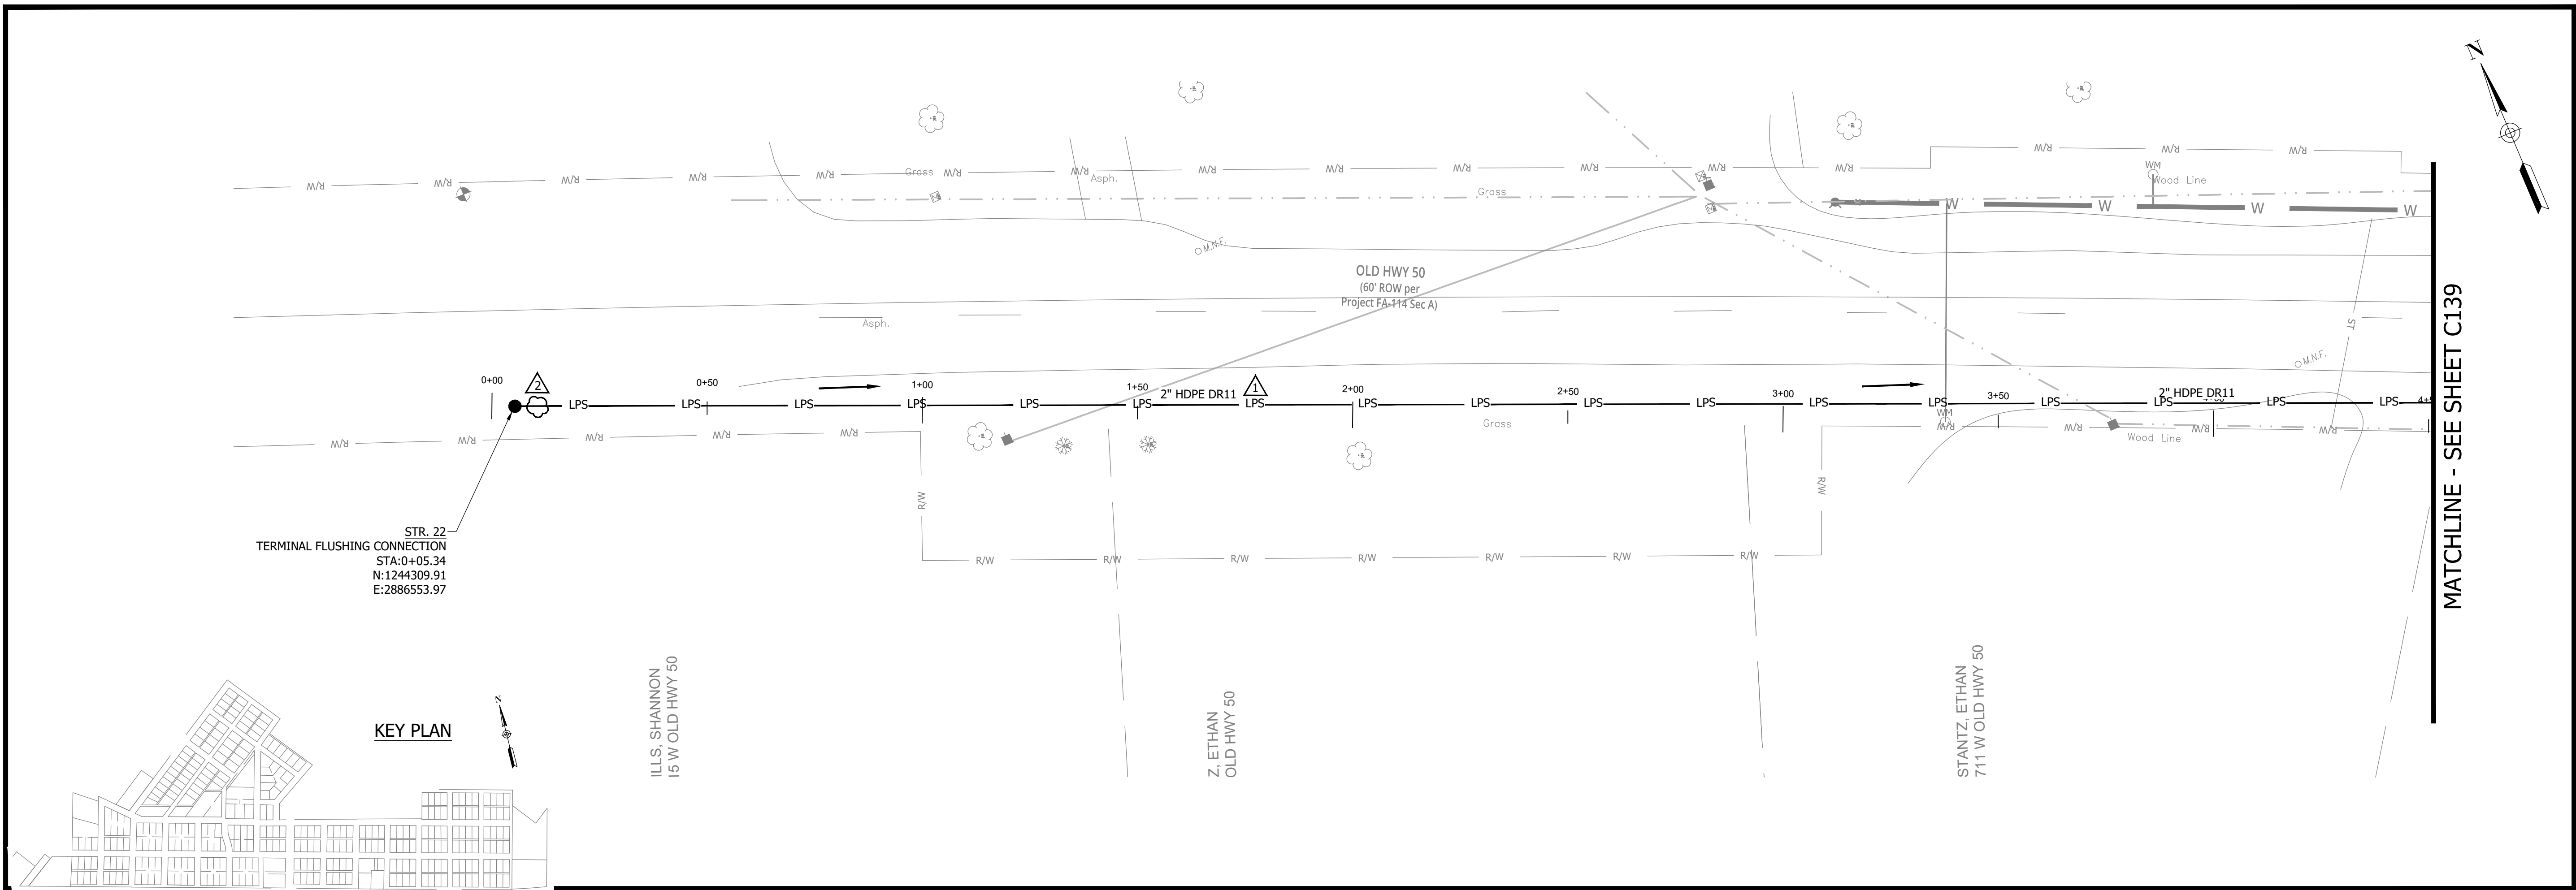 N
R/W R/W R/W R/W R/W R/W R/W R/W R/W R/W R/W R/W R/W R/W R/W R/W
Grass
Asph.
Grass
WM
Wood Line
W W W W
O M.N.F.
OLD HWY 50
(60' ROW per
Project FA-114 Sec A)
Asph.
ST
O M.N.F.
MATCHLINE - SEE SHEET C139
0+00 0+50 1+00 1+50 2+00 2+50 3+00 3+50
2
1
2" HDPE DR11
2" HDPE DR11
LPS LPS LPS LPS LPS LPS LPS LPS LPS LPS LPS LPS LPS LPS LPS LPS LPS
WM
Grass
Wood Line
R/W R/W R/W R/W R/W R/W R/W R/W R/W
R/W R/W
R/W R/W R/W R/W R/W R/W R/W
STR. 22
TERMINAL FLUSHING CONNECTION
STA:0+05.34
N:1244309.91
E:2886553.97
KEY PLAN
N
ILLS, SHANNON
15 W OLD HWY 50
Z, ETHAN
OLD HWY 50
STANTZ, ETHAN
711 W OLD HWY 50